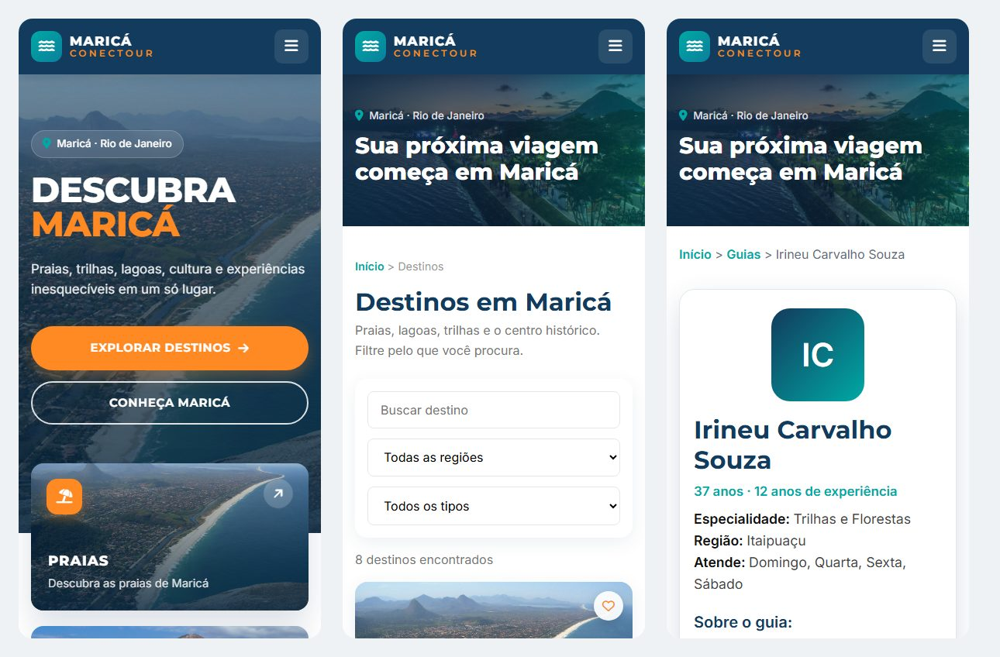 MARICÁ
CONECTOUR
Maricá · Rio de Janeiro
DESCUBRA
MARICÁ
Praias, trilhas, lagoas, cultura e experiências
inesquecíveis em um só lugar.
EXPLORAR DESTINOS →
CONHEÇA MARICÁ
PRAIAS
Descubra as praias de Maricá
MARICÁ
CONECTOUR
Maricá · Rio de Janeiro
Sua próxima viagem
começa em Maricá
Início > Destinos
Destinos em Maricá
Praias, lagoas, trilhas e o centro histórico.
Filtre pelo que você procura.
Buscar destino
Todas as regiões
Todos os tipos
8 destinos encontrados
MARICÁ
CONECTOUR
Maricá · Rio de Janeiro
Sua próxima viagem
começa em Maricá
Início > Guias > Irineu Carvalho Souza
IC
Irineu Carvalho
Souza
37 anos · 12 anos de experiência
Especialidade: Trilhas e Florestas
Região: Itaipuaçu
Atende: Domingo, Quarta, Sexta,
Sábado
Sobre o guia: